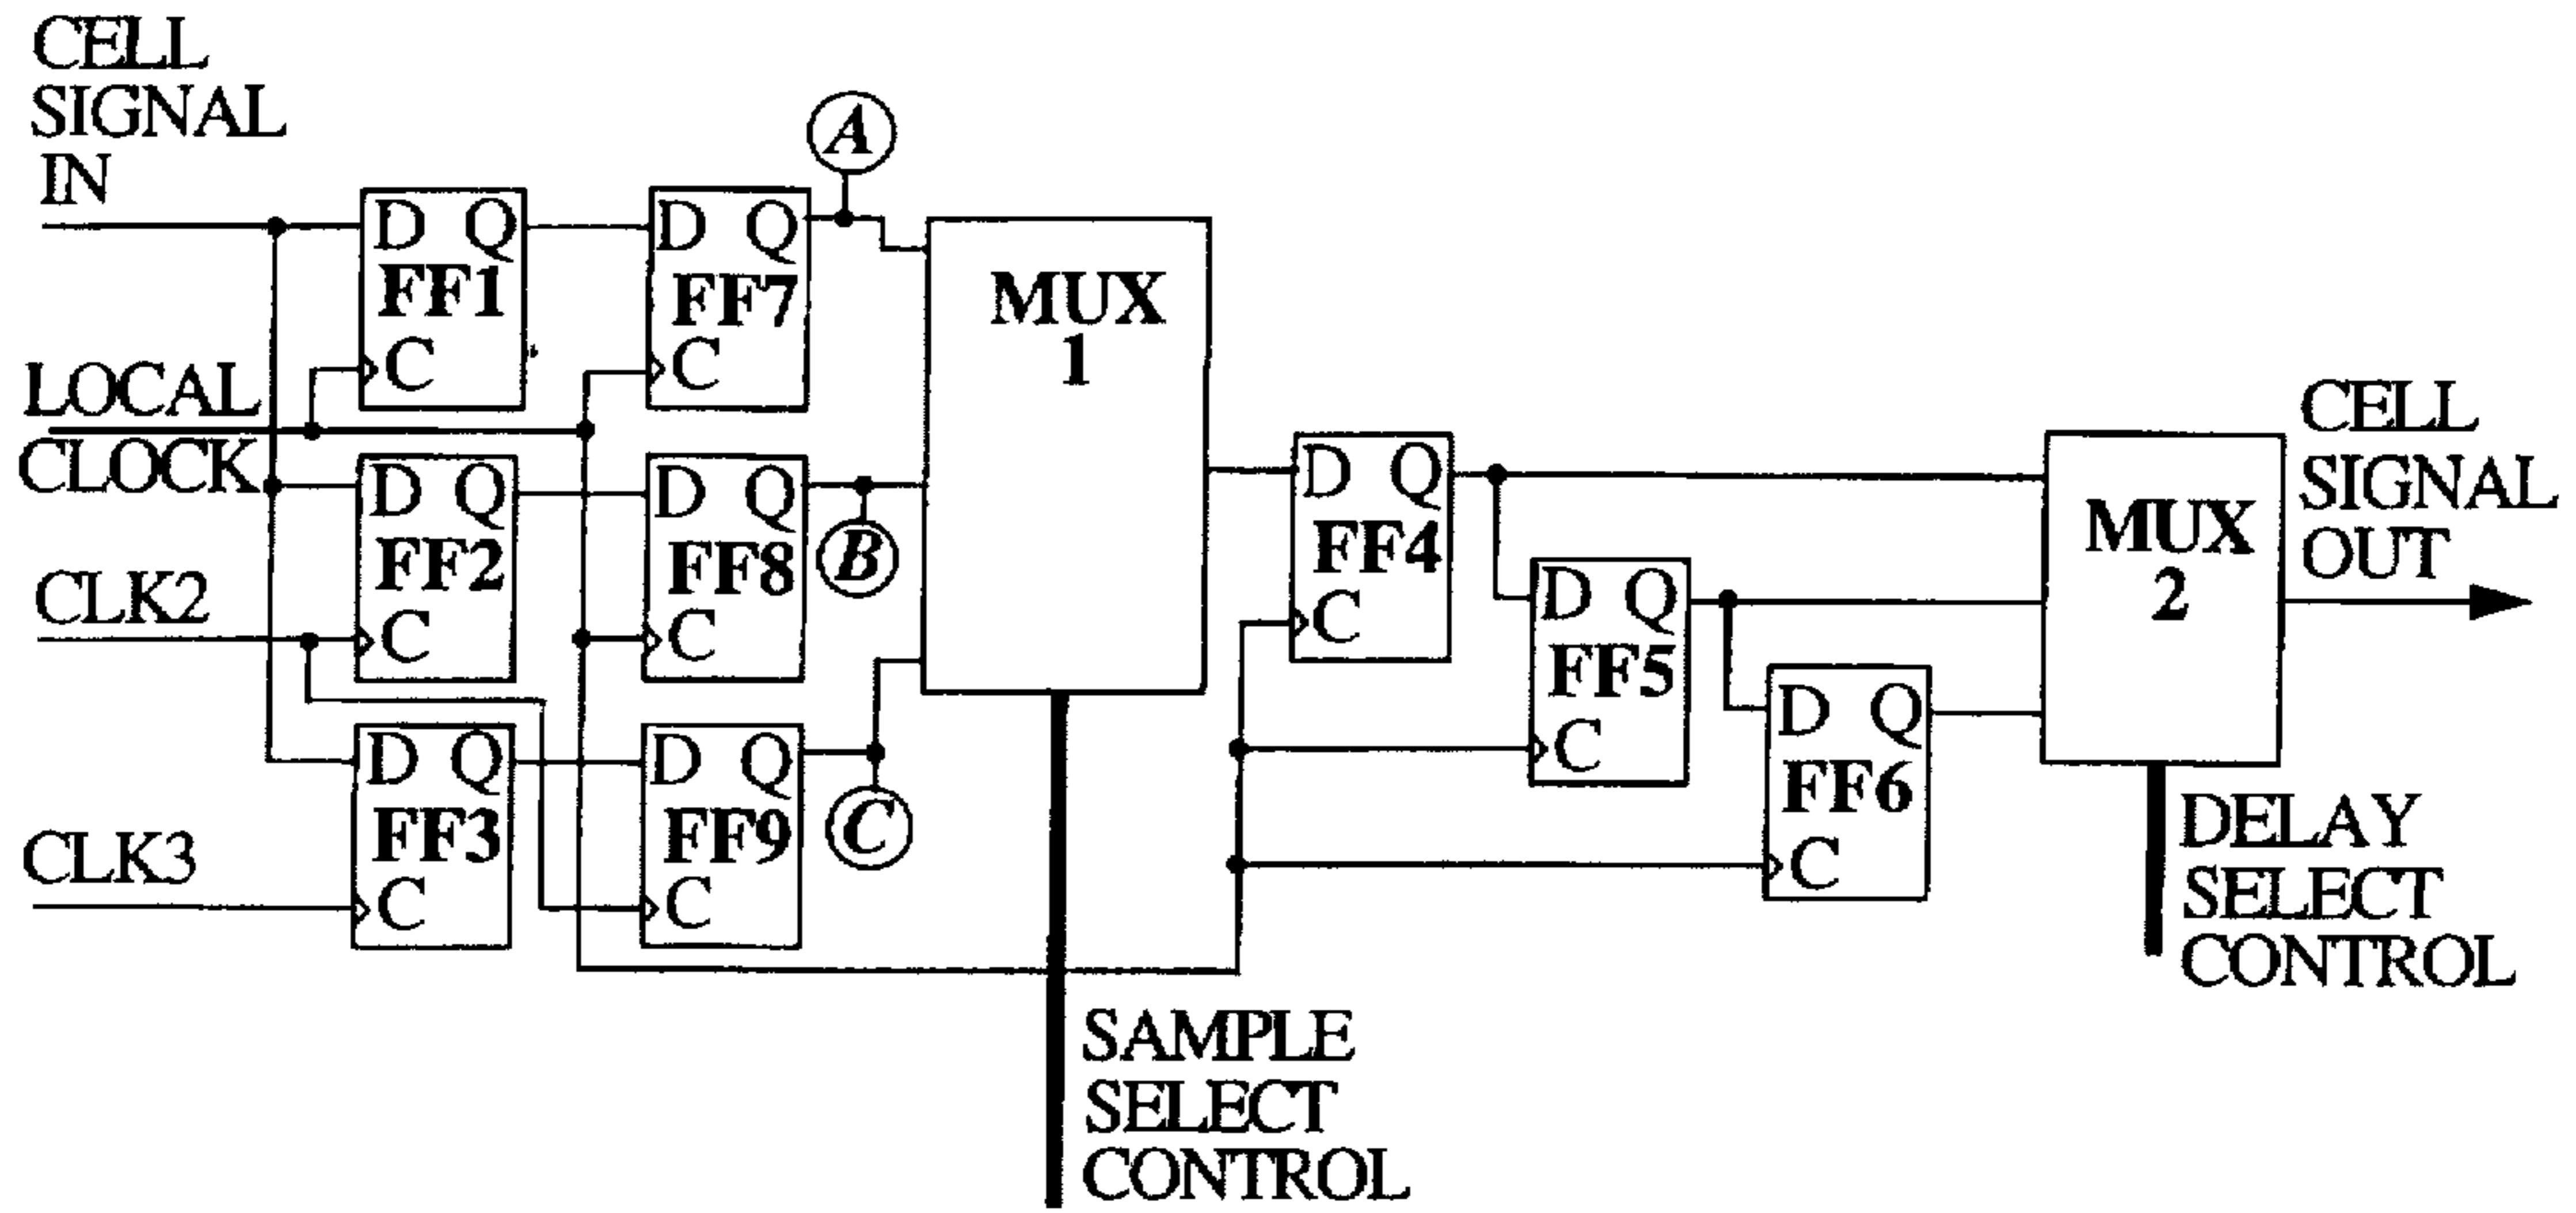 CELL
SIGNAL
IN
A
D Q
FF1
C
D Q
FF7
C
MUX
1
LOCAL
CLOCK
D Q
FF2
C
D Q
FF8
C
B
CLK2
D Q
FF3
C
D Q
FF9
C
C
CLK3
D Q
FF4
C
D Q
FF5
C
D Q
FF6
C
MUX
2
CELL
SIGNAL
OUT
DELAY
SELECT
CONTROL
SAMPLE
SELECT
CONTROL